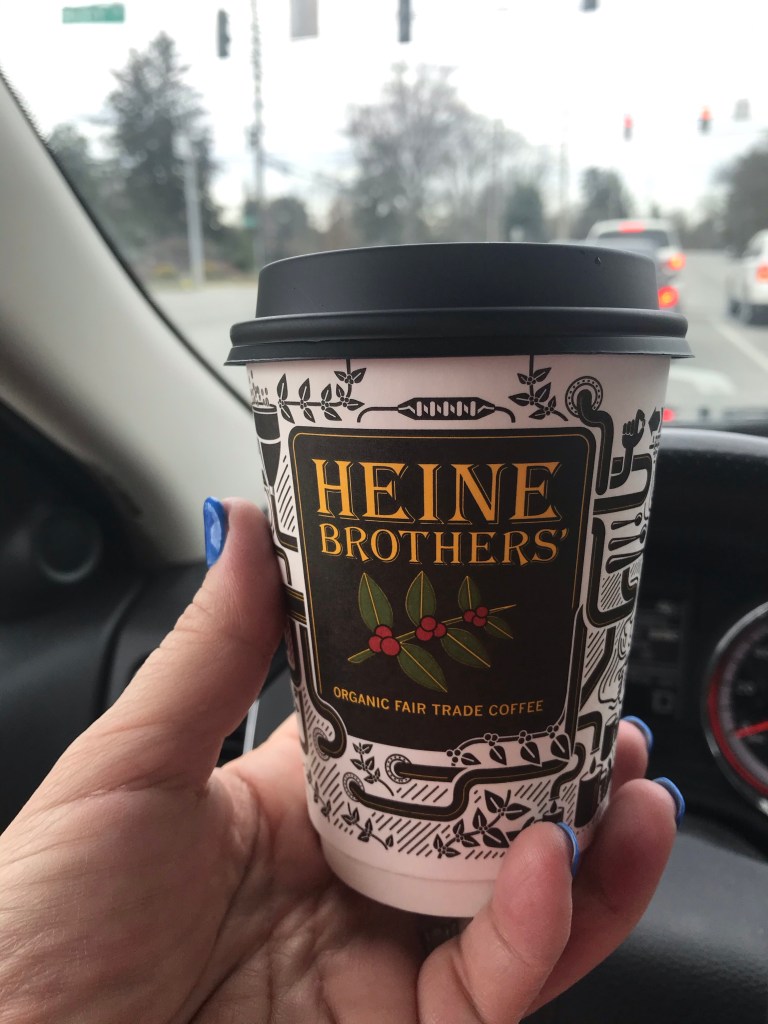 HEINE
BROTHERS'
ORGANIC FAIR TRADE COFFEE